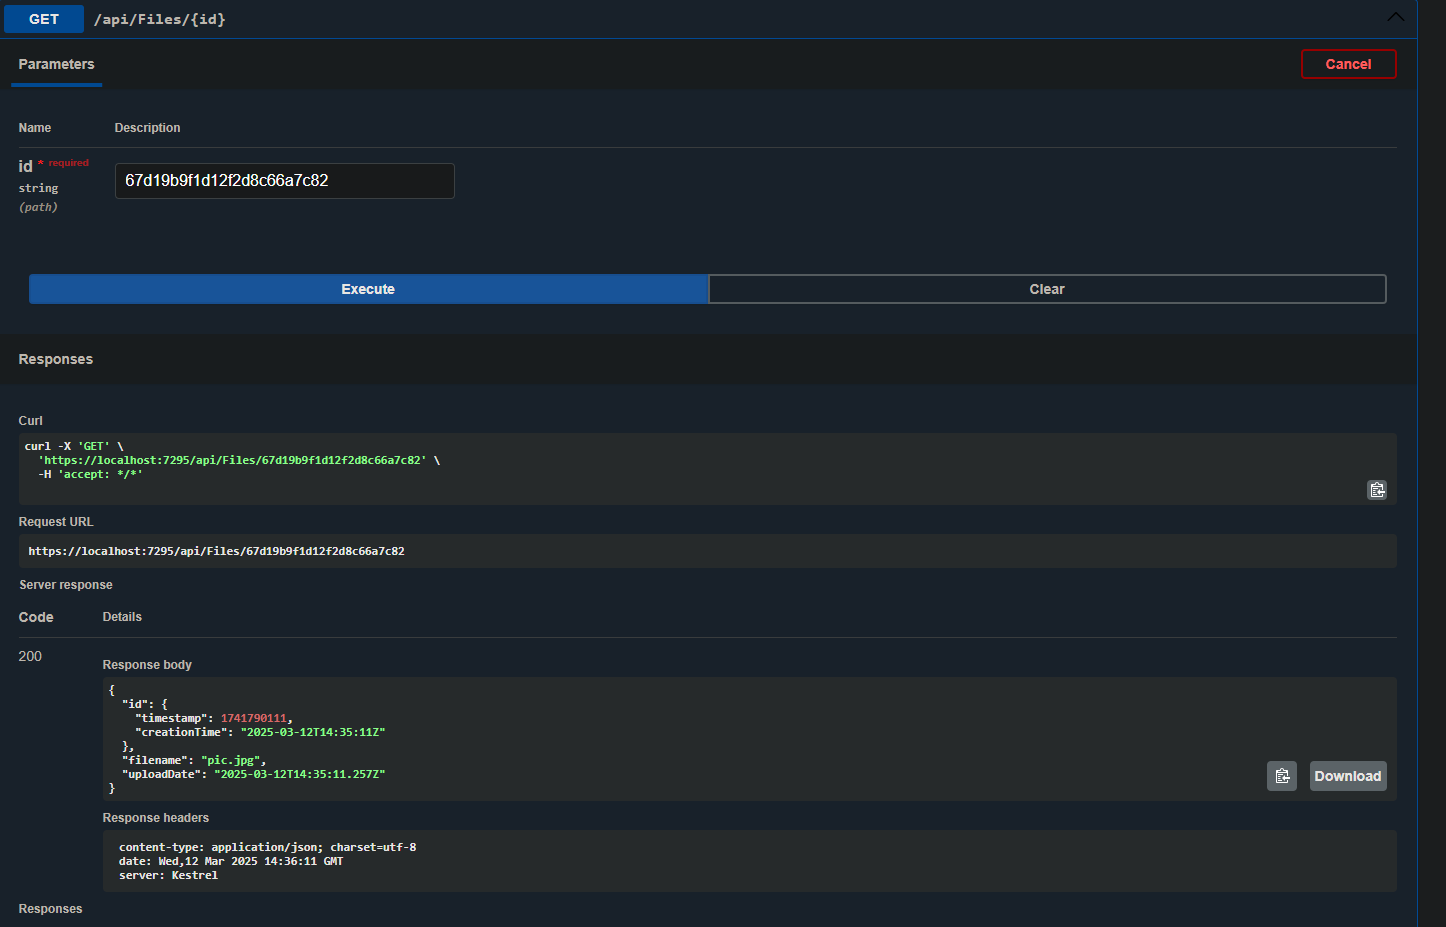 GET /api/Files/{id}
Parameters
Cancel
Name Description
id * required
67d19b9f1d12f2d8c66a7c82
string
(path)
Execute Clear
Responses
Curl
curl -X 'GET' \
'https://localhost:7295/api/Files/67d19b9f1d12f2d8c66a7c82' \
-H 'accept: */*'
Request URL
https://localhost:7295/api/Files/67d19b9f1d12f2d8c66a7c82
Server response
Code Details
200
Response body
{
"id": {
"timestamp": 1741790111,
"creationTime": "2025-03-12T14:35:11Z"
},
"filename": "pic.jpg",
"uploadDate": "2025-03-12T14:35:11.257Z"
}
Download
Response headers
content-type: application/json; charset=utf-8
date: Wed,12 Mar 2025 14:36:11 GMT
server: Kestrel
Responses